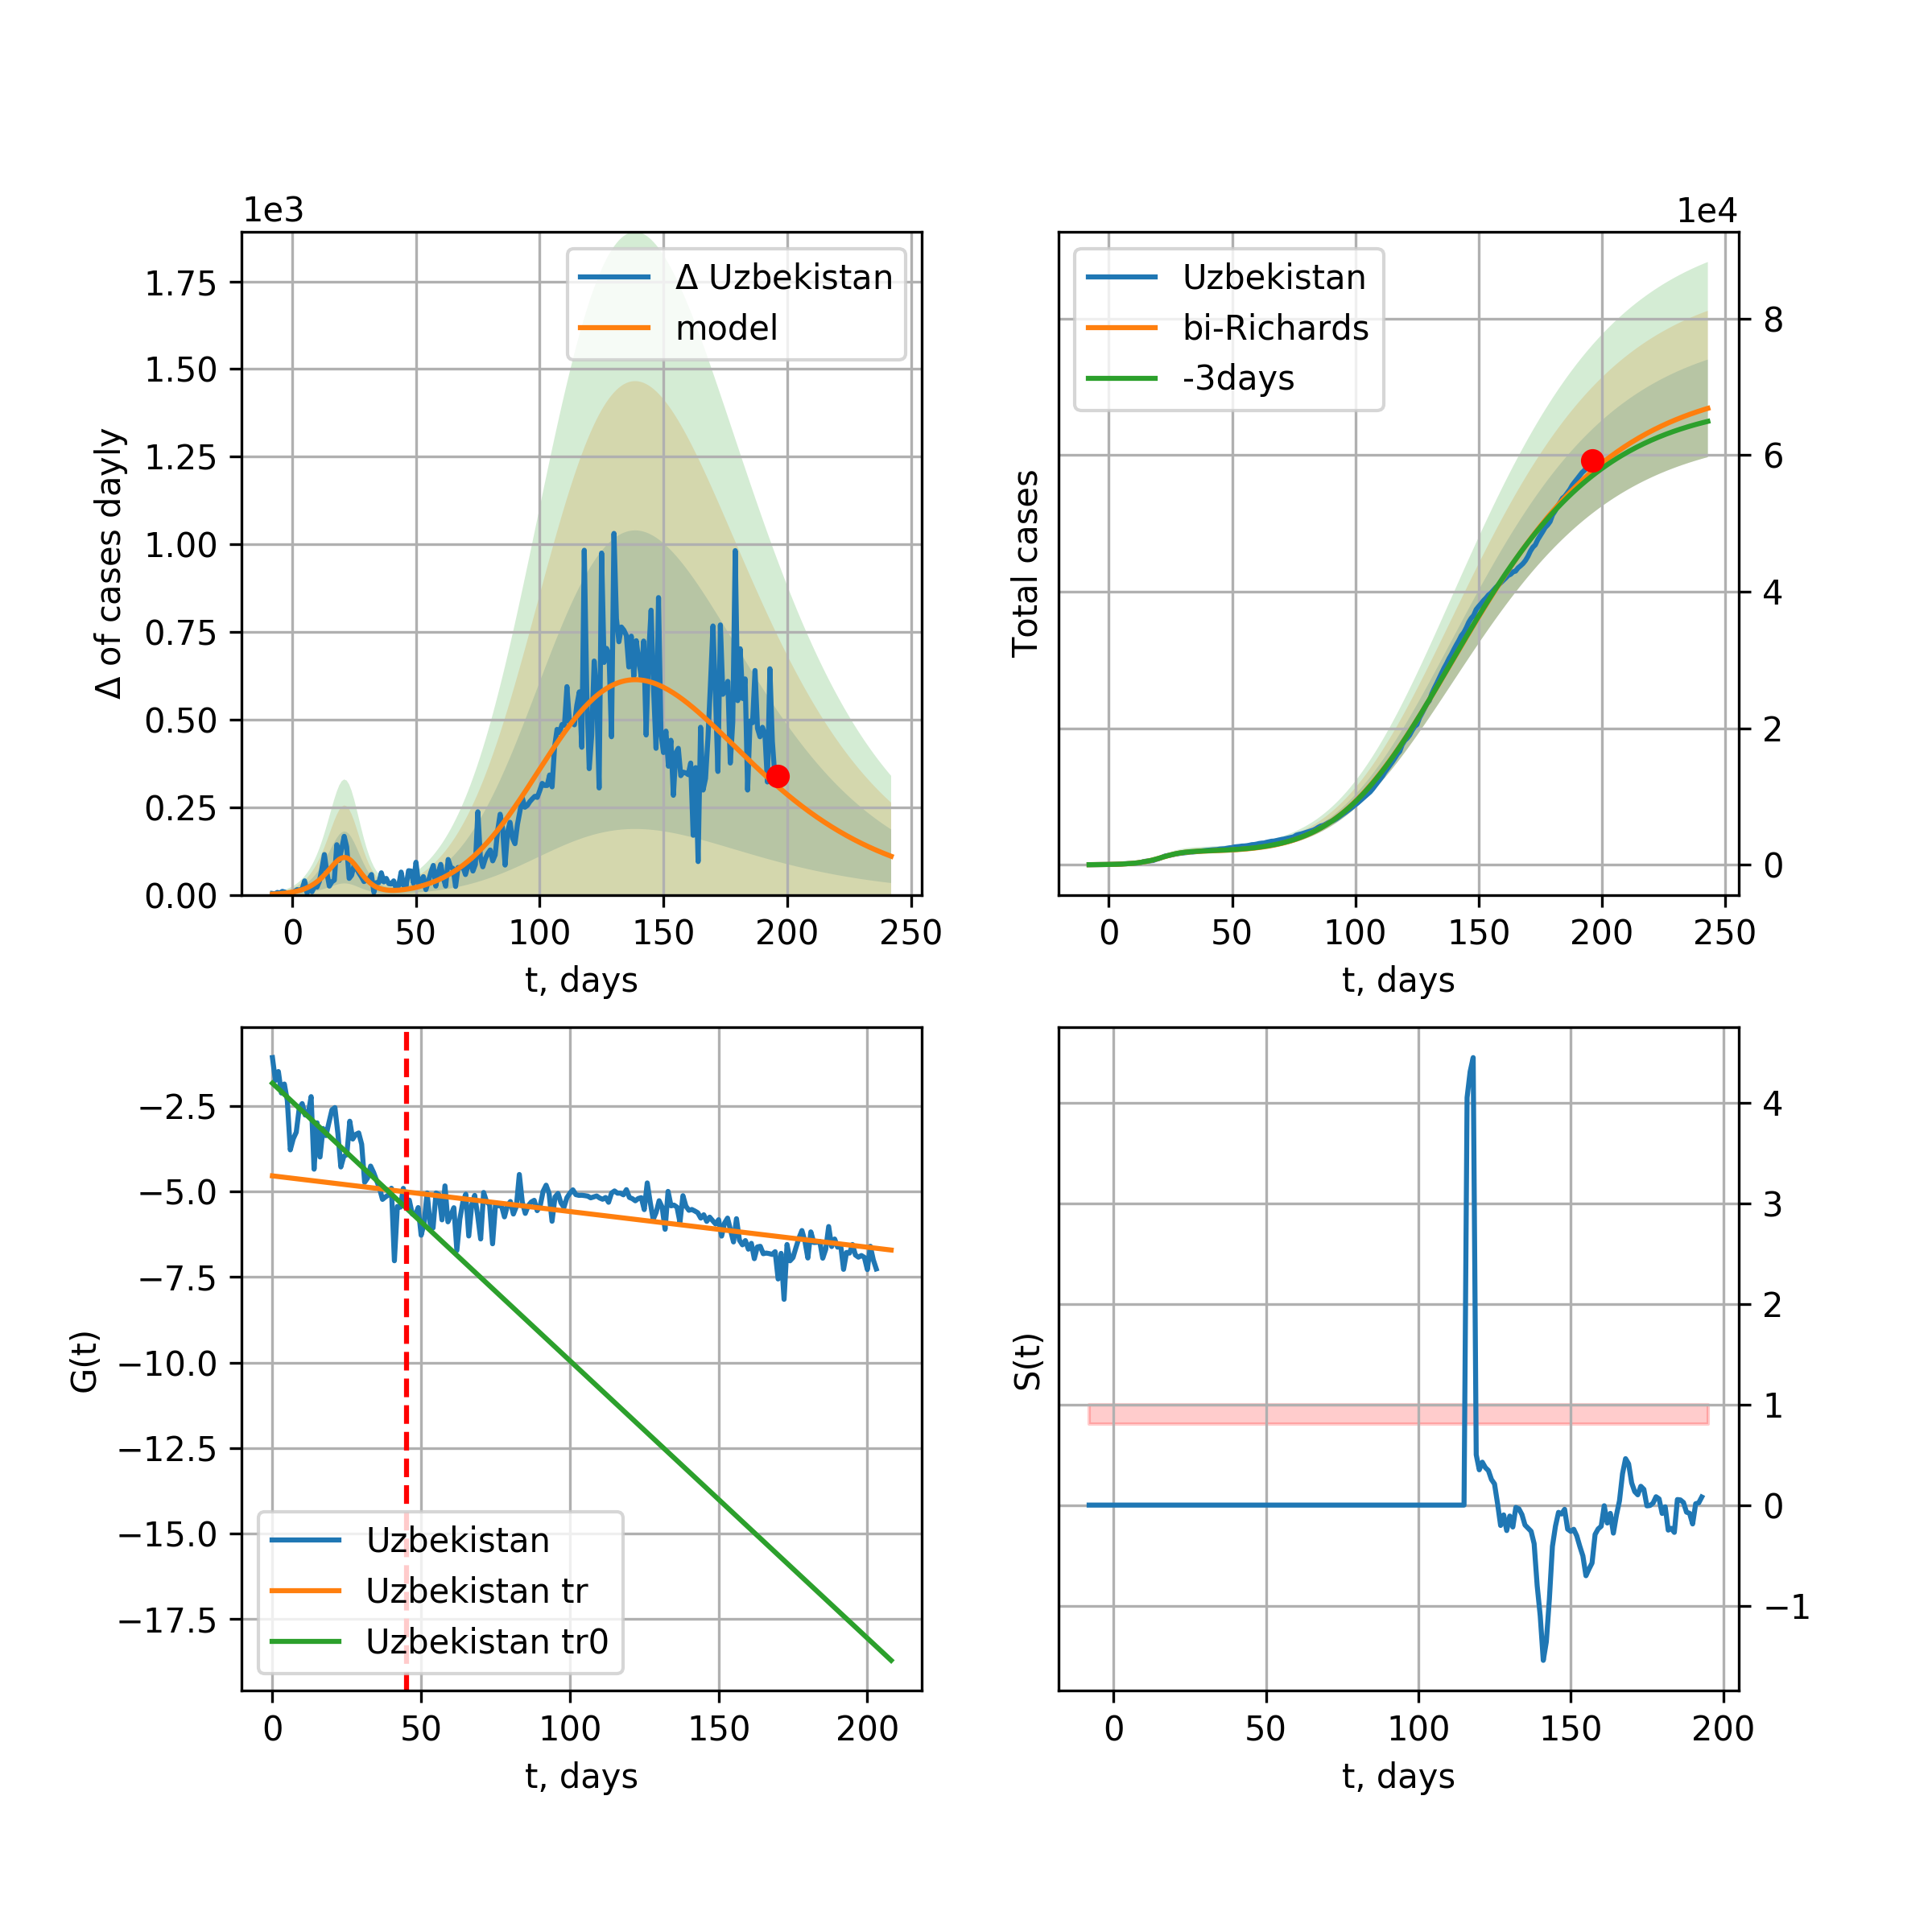 1e3
1.75
1.50
1.25
1.00
0.75
0.50
0.25
0.00
Δ of cases dayly
Δ Uzbekistan
model
0 50 100 150 200 250
t, days
1e4
Total cases
Uzbekistan
bi-Richards
-3days
8
6
4
2
0
0 50 100 150 200 250
t, days
−2.5
−5.0
−7.5
−10.0
−12.5
−15.0
−17.5
G(t)
Uzbekistan
Uzbekistan tr
Uzbekistan tr0
0 50 100 150 200
t, days
S(t)
4
3
2
1
0
−1
0 50 100 150 200
t, days